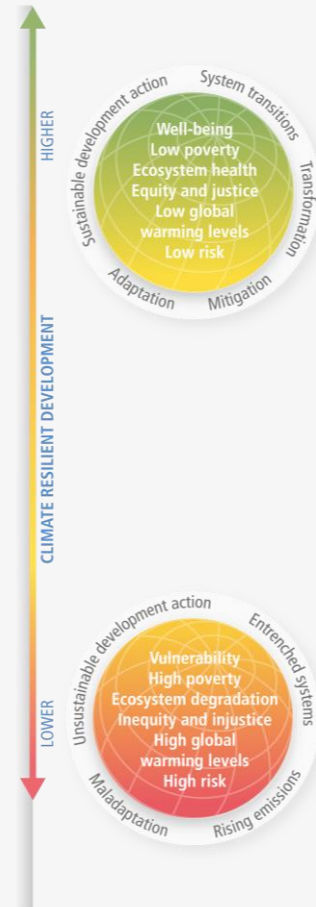 HIGHER
CLIMATE RESILIENT DEVELOPMENT
LOWER
Sustainable development action
System transitions
Transformation
Mitigation
Adaptation
Well-being
Low poverty
Ecosystem health
Equity and justice
Low global
warming levels
Low risk
Unsustainable development action
Entrenched systems
Rising emissions
Maladaptation
Vulnerability
High poverty
Ecosystem degradation
Inequity and injustice
High global
warming levels
High risk